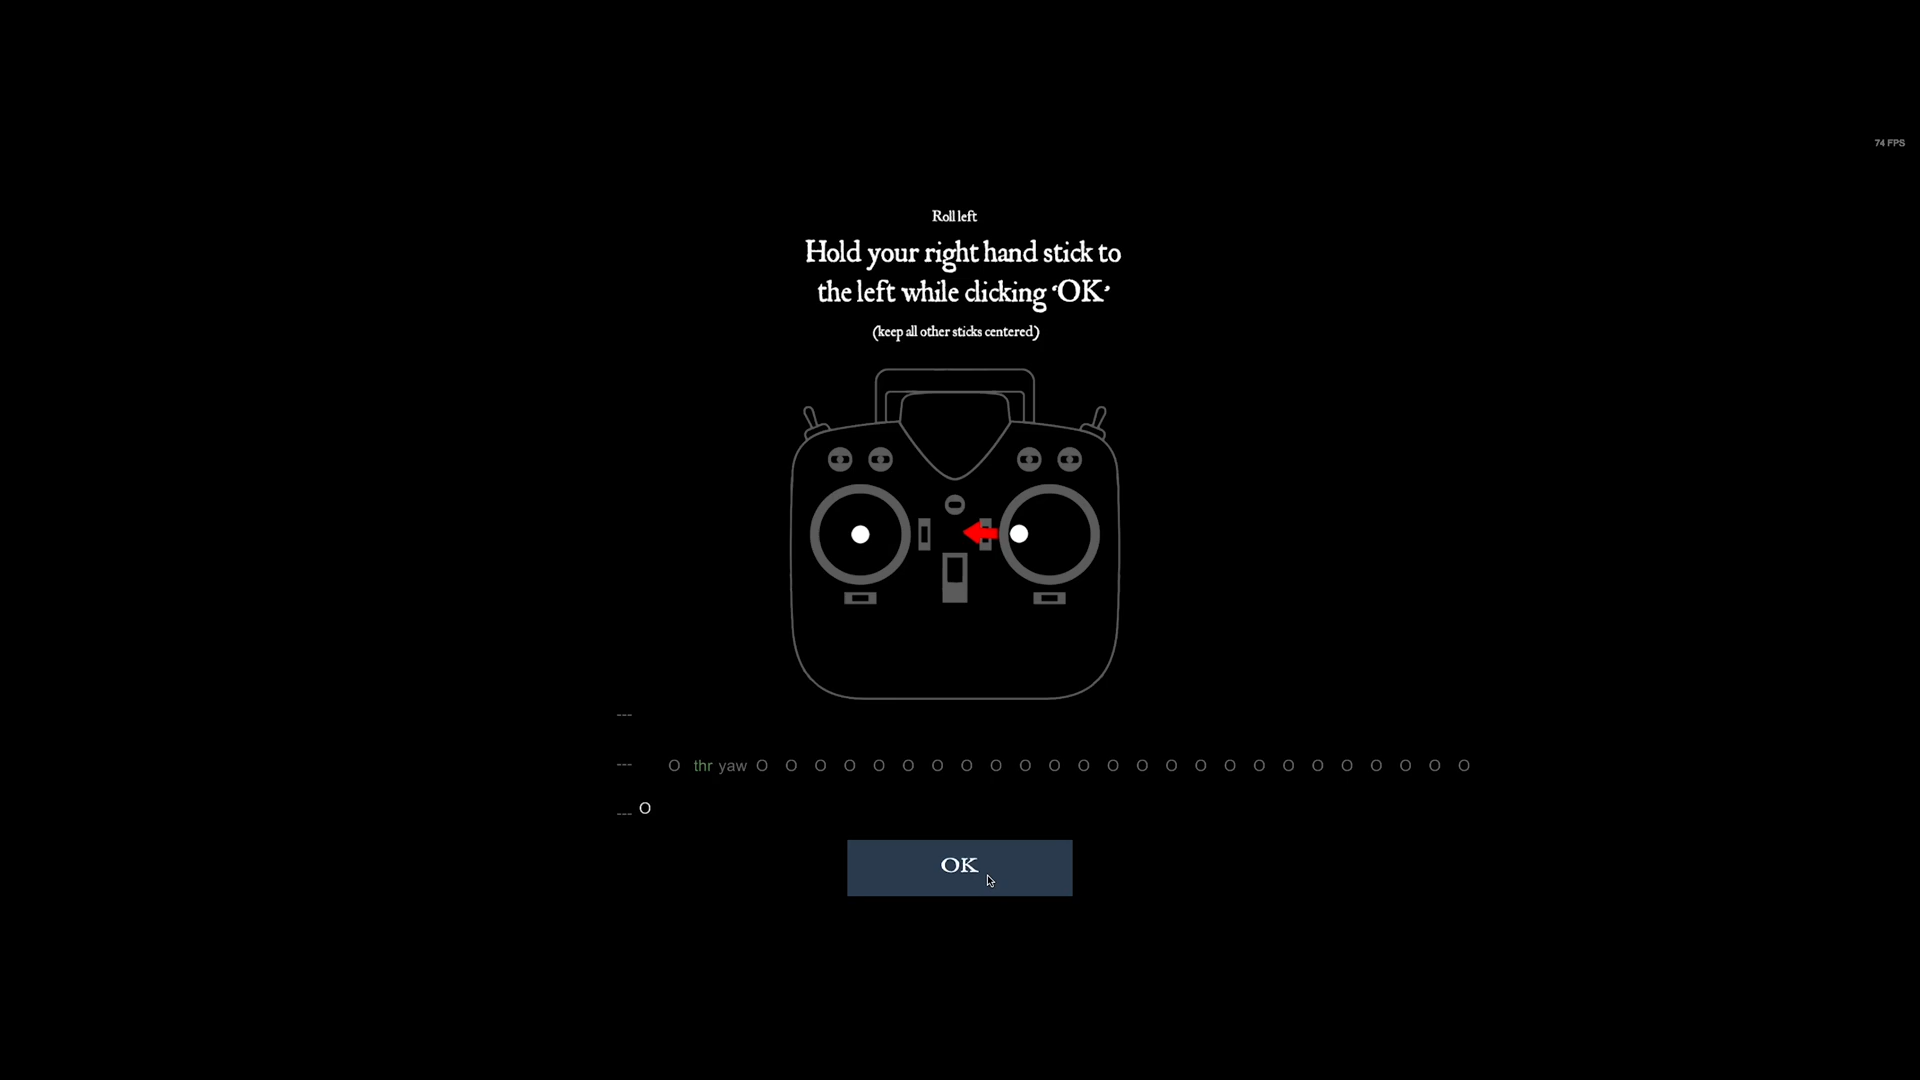 74 FPS
Roll left
Hold your right hand stick to
the left while clicking ‘OK’
(keep all other sticks centered)
---
--- O thr yaw O O O O O O O O O O O O O O O O O O O O O O O O O
--- O
OK